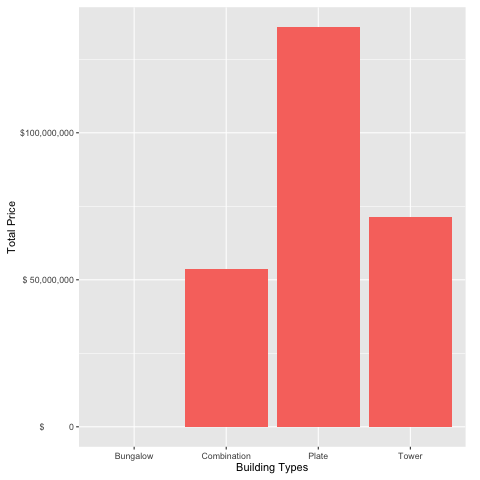 Total Price
$100,000,000
$ 50,000,000
$ 0
Bungalow Combination Plate Tower
Building Types